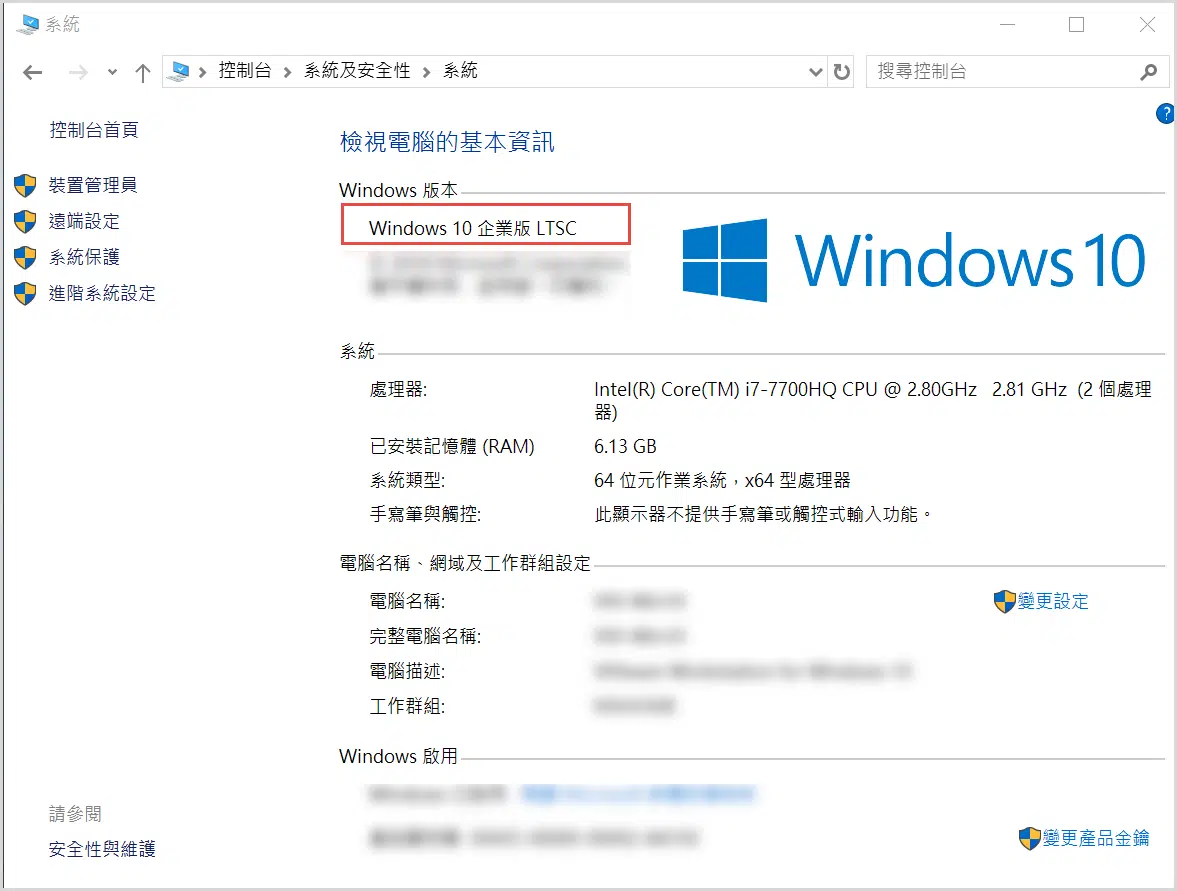 系統
控制台 系統及安全性 系統
搜尋控制台
?
控制台首頁
裝置管理員
遠端設定
系統保護
進階系統設定
檢視電腦的基本資訊
Windows 版本
Windows 10 企業版 LTSC
Windows 10
系統
處理器: Intel(R) Core(TM) i7-7700HQ CPU @ 2.80GHz 2.81 GHz (2 個處理
器)
已安裝記憶體 (RAM) 6.13 GB
系統類型: 64 位元作業系統，x64 型處理器
手寫筆與觸控: 此顯示器不提供手寫筆或觸控式輸入功能。
電腦名稱、網域及工作群組設定
電腦名稱: 變更設定
完整電腦名稱:
電腦描述:
工作群組:
Windows 啟用
變更產品金鑰
請參閱
安全性與維護